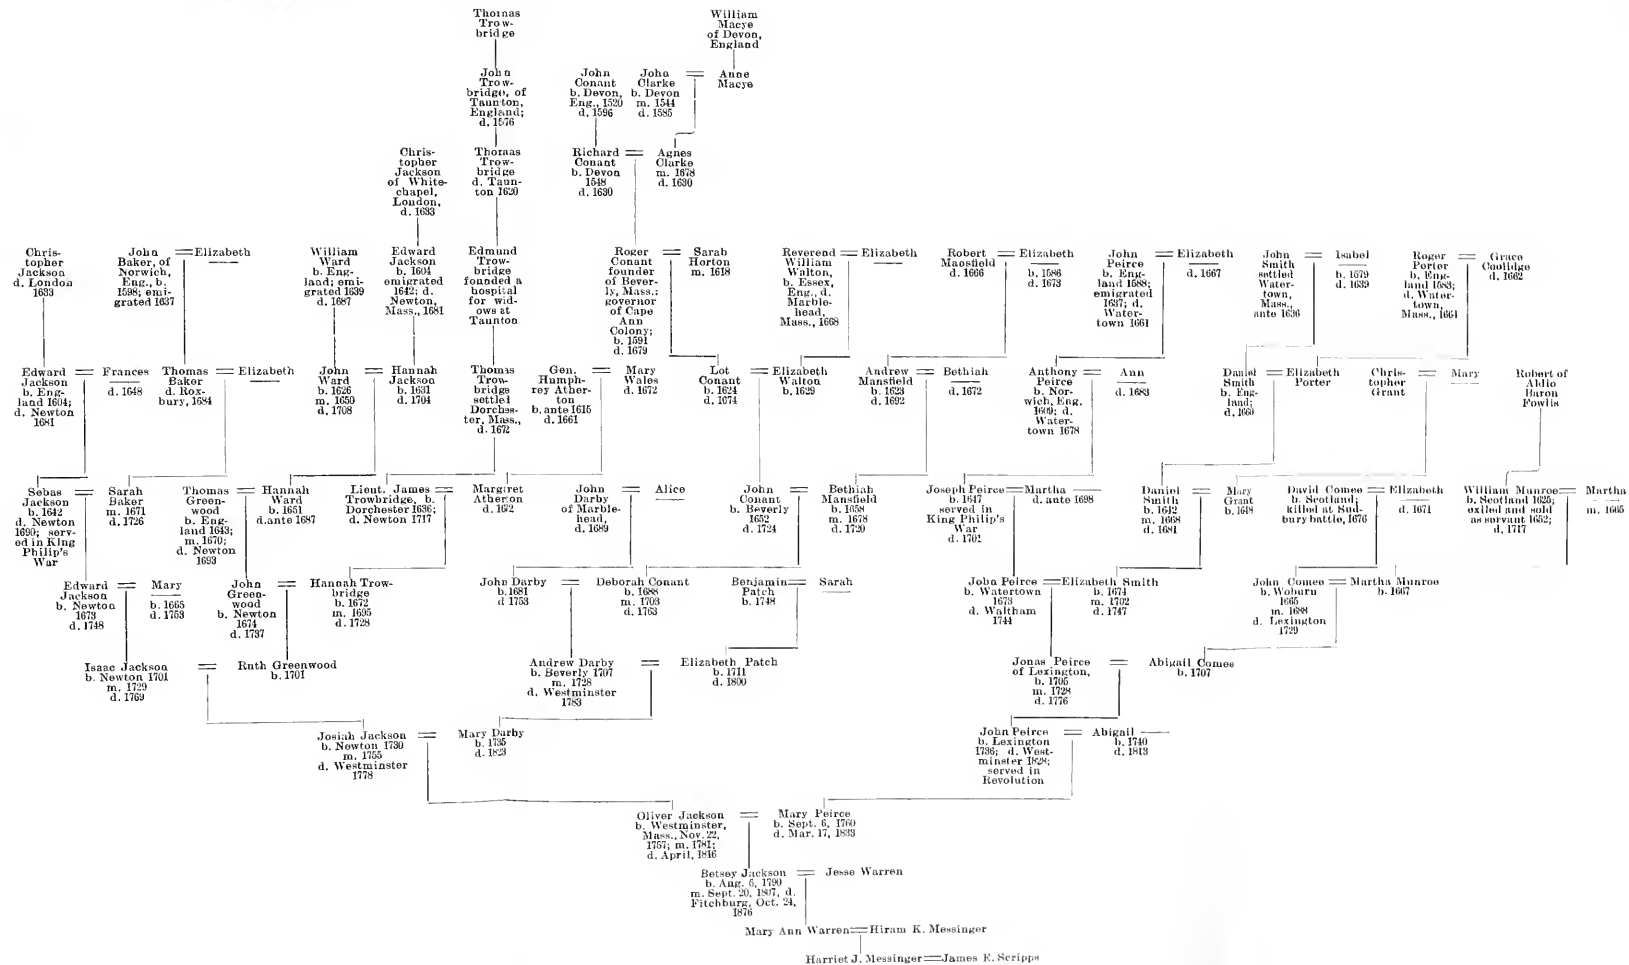 Thomas
Trow-
bridge
William
Macye
of Devon,
England
John
Trow-
bridge, of
Taunton,
England;
d. 1576
John
Conant
b. Devon,
Eng., 1520
d. 1596
John
Clarke
b. Devon
m. 1544
d. 1585
=
Anne
Macye
Chris-
topher
Jackson
of White-
chapel,
London,
d. 1633
Thomas
Trow-
bridge
d. Taun-
ton 1620
Richard
Conant
b. Devon
1548
d. 1630
=
Agnes
Clarke
m. 1678
d. 1630
Chris-
topher
Jackson
d. London
1633
John
Baker, of
Norwich,
Eng., b.
1598; emi-
grated 1637
=
Elizabeth
William
Ward
b. Eng-
land; emi-
grated 1639
d. 1687
Edward
Jackson
b. 1604
emigrated
1642; d.
Newton,
Mass., 1681
Edmund
Trow-
bridge
founded a
hospital
for wid-
ows at
Taunton
Roger
Conant
founder
of Bever-
ly, Mass.;
governor
of Cape
Ann
Colony;
b. 1591
d. 1679
=
Sarah
Horton
m. 1618
Reverend
William
Walton,
b. Essex,
Eng., d.
Marble-
head,
Mass., 1668
=
Elizabeth
Robert
Maosfield
d. 1666
=
Elizabeth
b. 1586
d. 1673
John
Peirce
b. Eng-
land 1588;
emigrated
1637; d.
Water-
town 1661
=
Elizabeth
d. 1667
John
Smith
settled
Water-
town,
Mass.,
ante 1636
=
Isabel
b. 1579
d. 1639
Roger
Porter
b. Eng-
land 1583;
d. Water-
town,
Mass., 1664
=
Grace
Coolidge
d. 1662
Edward
Jackson
b. Eng-
land 1604;
d. Newton
1681
=
Frances
d. 1648
Thomas
Baker
d. Rox-
bury, 1684
=
Elizabeth
John
Ward
b. 1626
m. 1650
d. 1708
=
Hannah
Jackson
b. 1631
d. 1704
Thomas
Trow-
bridge
settled
Dorches-
ter, Mass.,
d. 1672
Gen.
Humph-
rey Ather-
ton
b. ante 1615
d. 1661
=
Mary
Wales
d. 1672
Lot
Conant
b. 1624
d. 1674
=
Elizabeth
Walton
b. 1629
Andrew
Mansfield
b. 1623
d. 1692
=
Bethiah
d. 1672
Anthony
Peirce
b. Nor-
wich, Eng.
1609; d.
Water-
town 1678
=
Ann
d. 1683
Daniel
Smith
b. Eng-
land;
d. 1660
=
Elizabeth
Porter
Chris-
topher
Grant
=
Mary
Robert of
Aldio
Baron
Fowlis
Sebas
Jackson
b. 1642
d. Newton
1690; serv-
ed in King
Philip's
War
=
Sarah
Baker
m. 1671
d. 1726
Thomas
Green-
wood
b. Eng-
land 1643;
m. 1670;
d. Newton
1693
=
Hannah
Ward
b. 1651
d. ante 1687
Lieut. James
Trowbridge, b.
Dorchester 1636;
d. Newton 1717
=
Margiret
Atherton
d. 1672
John
Darby
of Marble-
head,
d. 1689
=
Alice
John
Conant
b. Beverly
1652
d. 1724
=
Bethiah
Mansfield
b. 1658
m. 1678
d. 1720
Joseph Peirce
b. 1647
served in
King Philip's
War
d. 1702
=
Martha
d. ante 1698
Daniel
Smith
b. 1642
m. 1668
d. 1681
=
Mary
Grant
b. 1648
David Comee
b. Scotland;
killed at Sud-
bury battle, 1676
=
Elizabeth
d. 1671
William Munroe
b. Scotland 1625;
exiled and sold
as servant 1652;
d. 1717
=
Martha
m. 1665
Edward
Jackson
b. Newton
1673
d. 1748
=
Mary
b. 1665
d. 1753
John
Green-
wood
b. Newton
1674
d. 1737
=
Hannah Trow-
bridge
b. 1672
m. 1695
d. 1728
John Darby
b. 1681
d 1753
=
Deborah Conant
b. 1688
m. 1703
d. 1763
Benjamin
Patch
b. 1748
=
Sarah
John Peirce
b. Watertown
1673
d. Waltham
1744
=
Elizabeth Smith
b. 1674
m. 1702
d. 1747
John Comee
b. Woburn
1665
m. 1688
d. Lexington
1729
=
Martha Munroe
b. 1667
Isaac Jackson
b. Newton 1701
m. 1729
d. 1769
=
Ruth Greenwood
b. 1701
Andrew Darby
b. Beverly 1707
m. 1728
d. Westminster
1783
=
Elizabeth Patch
b. 1711
d. 1800
Jonas Peirce
of Lexington,
b. 1705
m. 1728
d. 1776
=
Abigail Comee
b. 1707
Josiah Jackson
b. Newton 1730
m. 1755
d. Westminster
1778
=
Mary Darby
b. 1735
d. 1823
John Peirce
b. Lexington
1736; d. West-
minster 1828;
served in
Revolution
=
Abigail
b. 1740
d. 1813
Oliver Jackson
b. Westminster,
Mass., Nov. 22,
1757; m. 1781;
d. April, 1816
=
Mary Peirce
b. Sept. 6, 1760
d. Mar. 17, 1833
Betsey Jackson
b. Aug. 6, 1790
m. Sept. 20, 1807, d.
Fitchburg, Oct. 24,
1876
=
Jesse Warren
Mary Ann Warren=Hiram K. Messinger
Harriet J. Messinger=James E. Scripps